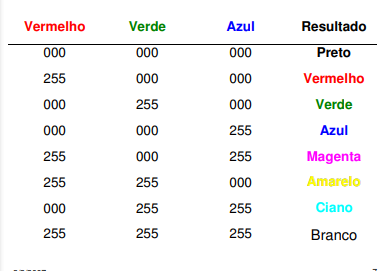 Vermelho Verde Azul Resultado
000 000 000 Preto
255 000 000 Vermelho
000 255 000 Verde
000 000 255 Azul
255 000 255 Magenta
255 255 000 Amarelo
000 255 255 Ciano
255 255 255 Branco